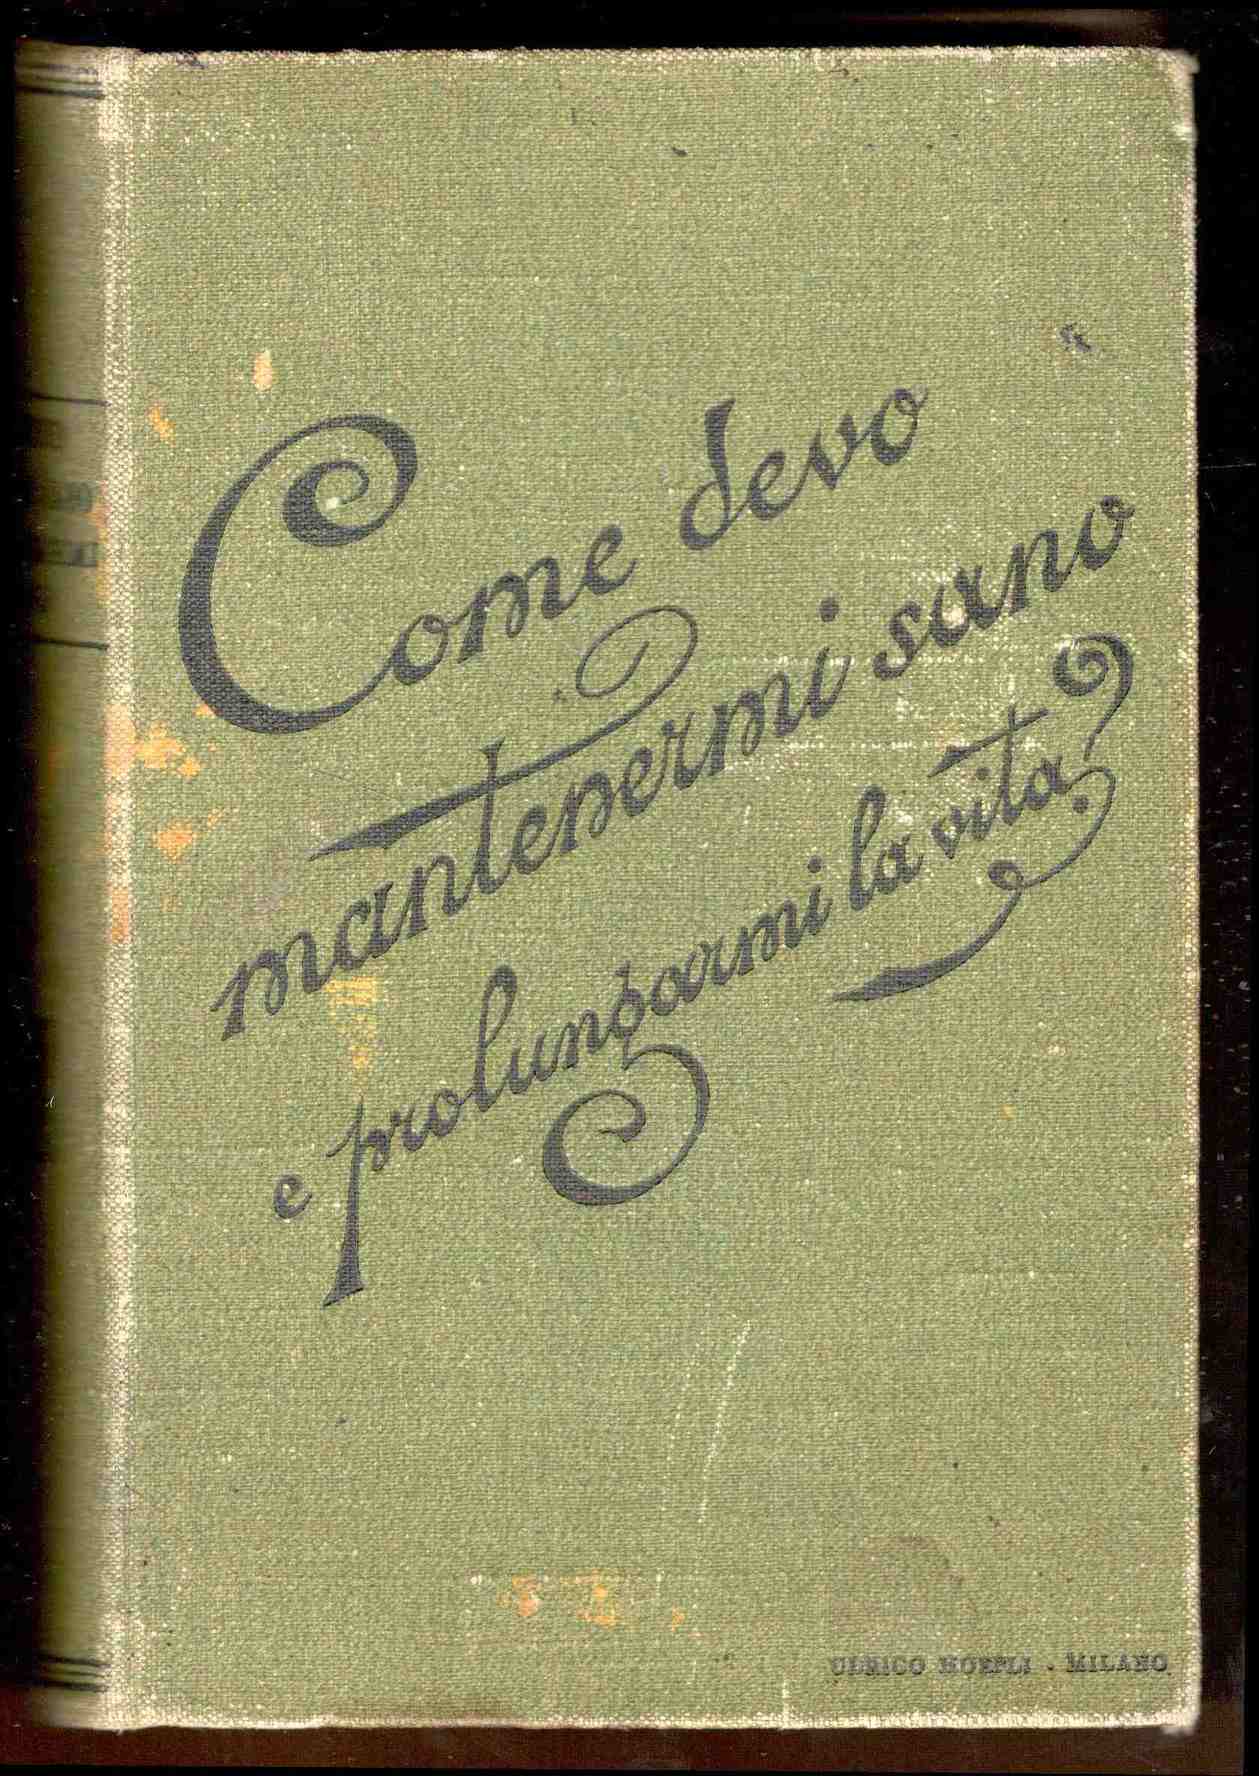 Come devo
mantenermi sano
e prolungarmi la vita?
ULRICO HOEPLI . MILANO